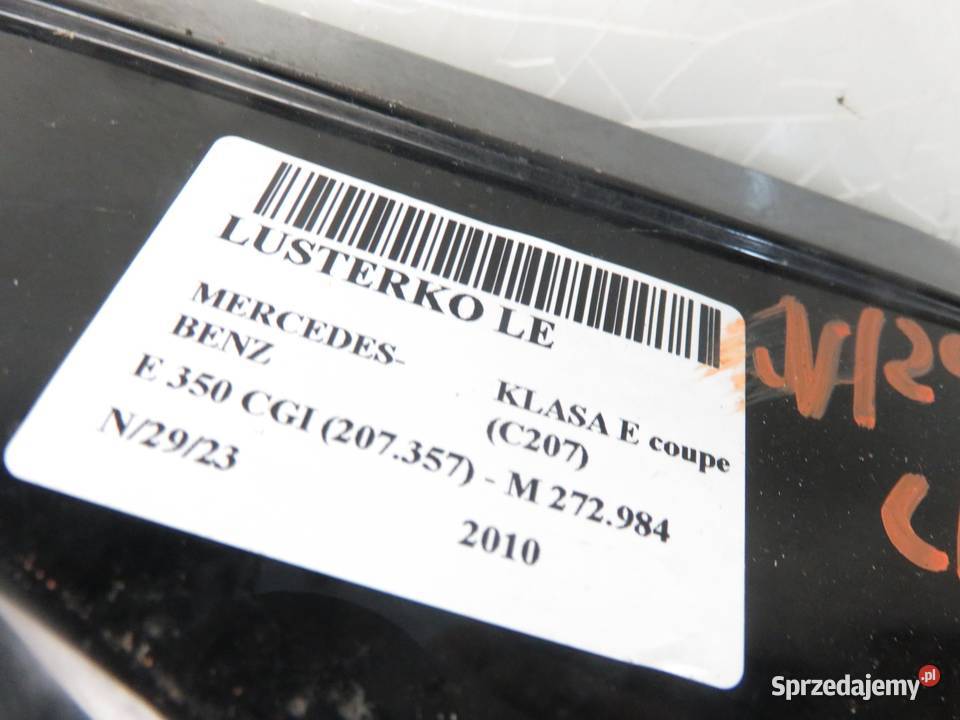 LUSTERKO LE
MERCEDES-
BENZ
KLASA E coupe
(C207)
E 350 CGI (207.357) - M 272.984
N/29/23
2010
Sprzedajemy.pl